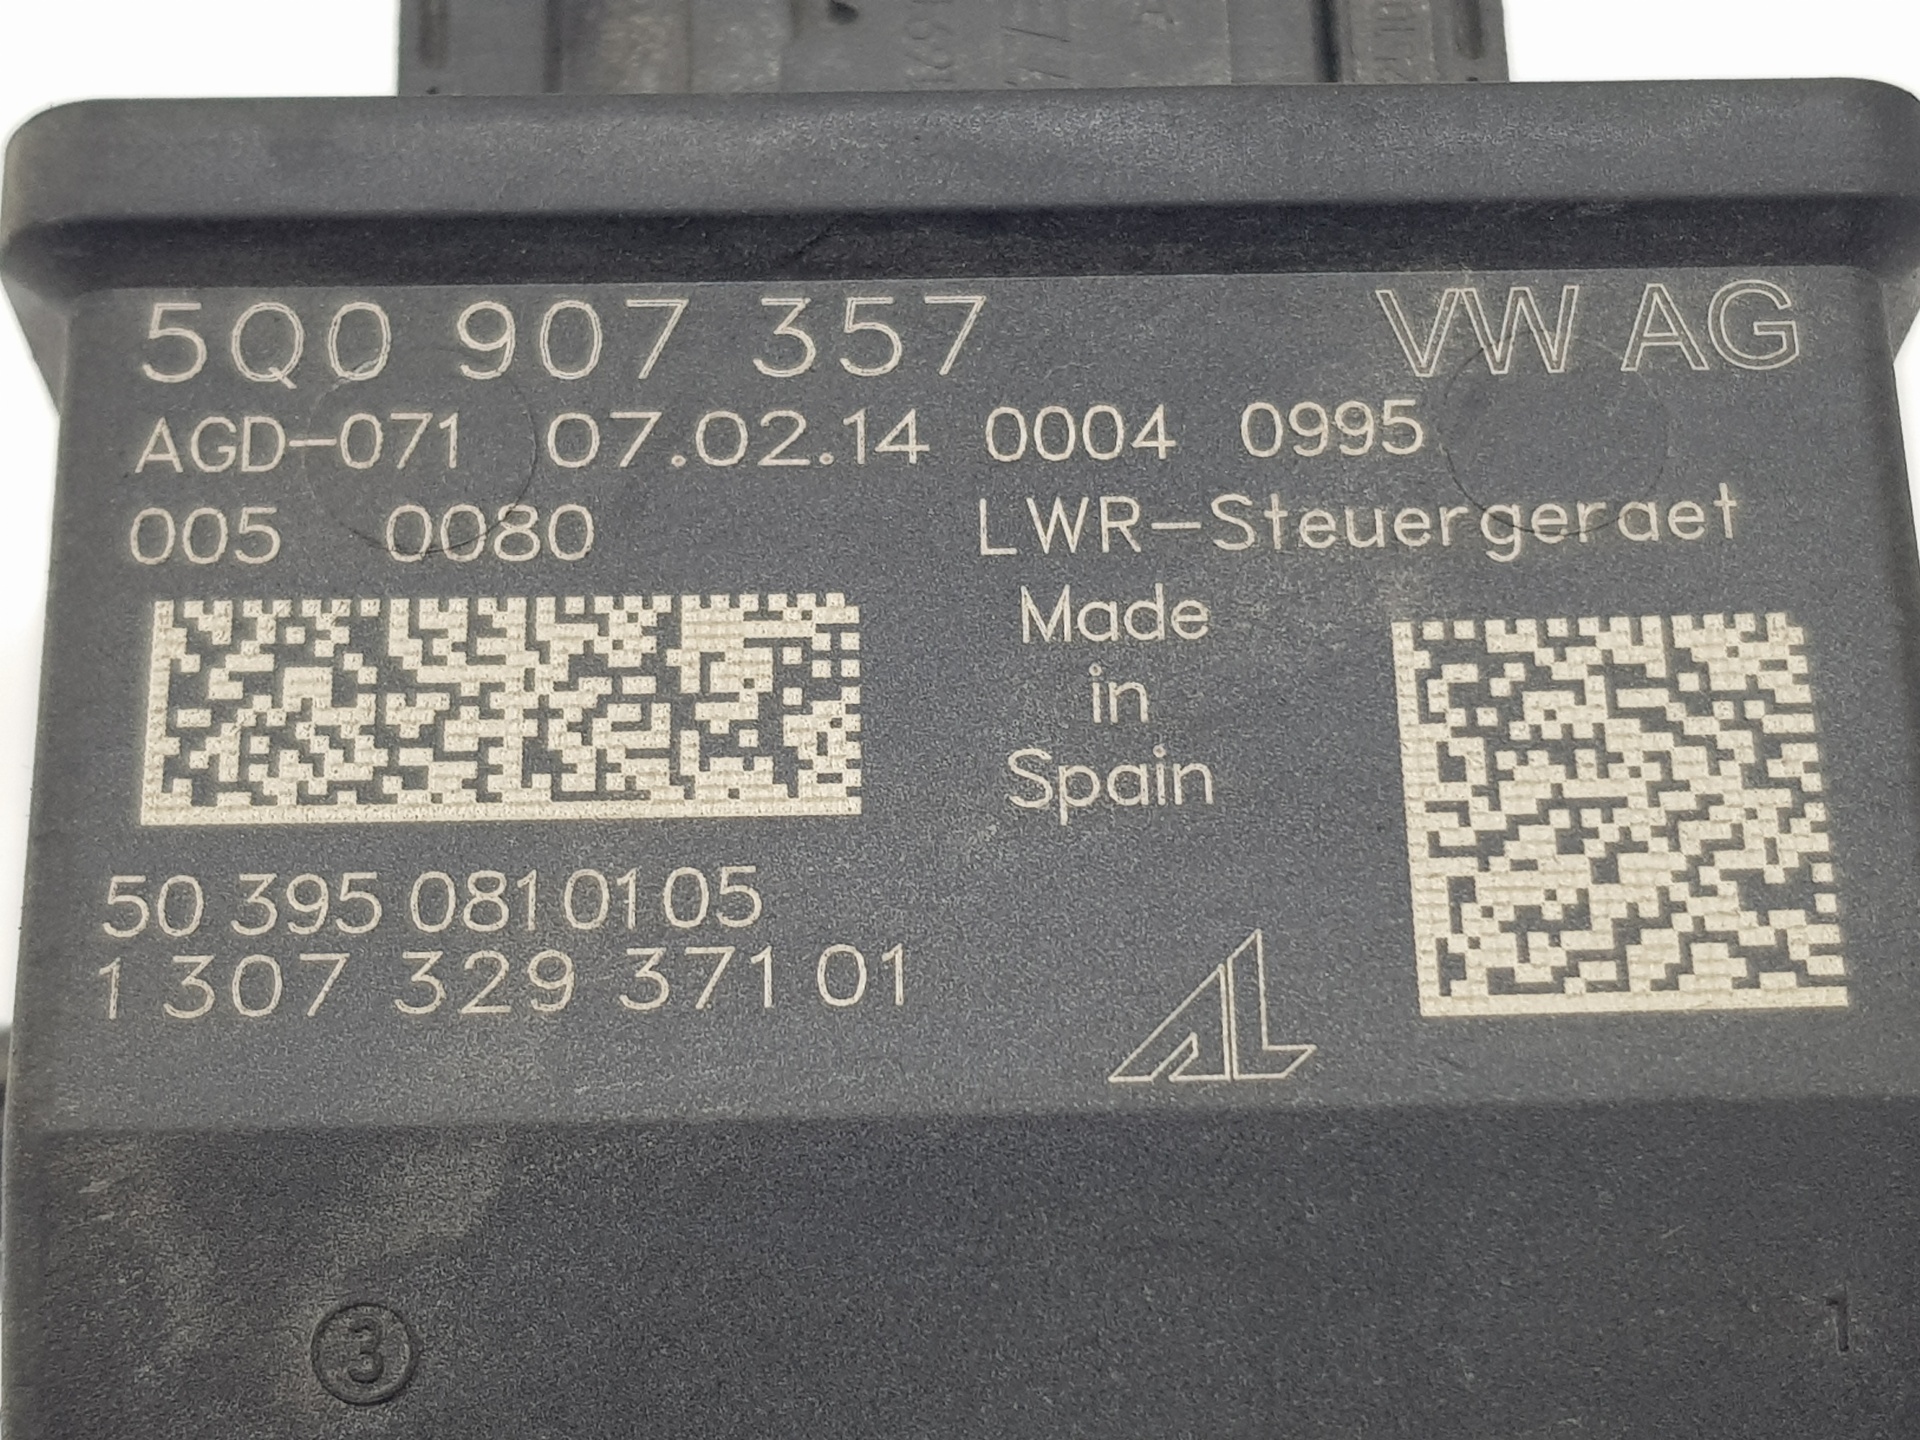 5Q0 907 357 VW AG
AGD-071 07.02.14 0004 0995
005 0080 LWR-Steuergeraet
Made
in
Spain
50 395 081 01 05
1 307 329 371 01
AL
3
1